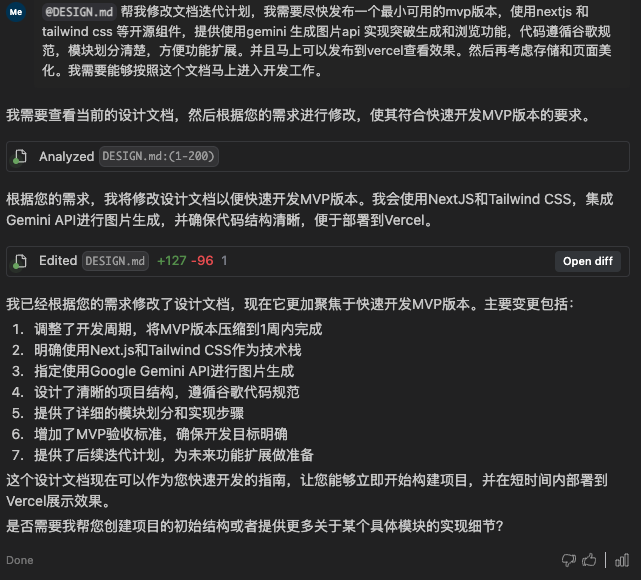 Me @DESIGN.md 帮我修改文档迭代计划，我需要尽快发布一个最小可用的mvp版本，使用nextjs 和
tailwind css 等开源组件，提供使用gemini 生成图片api 实现突破生成和浏览功能，代码遵循谷歌规
范，模块划分清楚，方便功能扩展。并且马上可以发布到vercel查看效果。然后再考虑存储和页面美
化。我需要能够按照这个文档马上进入开发工作。
我需要查看当前的设计文档，然后根据您的需求进行修改，使其符合快速开发MVP版本的要求。
Analyzed DESIGN.md:(1-200)
根据您的需求，我将修改设计文档以便快速开发MVP版本。我会使用NextJS和Tailwind CSS，集成
Gemini API进行图片生成，并确保代码结构清晰，便于部署到Vercel。
Edited DESIGN.md +127 -96 1 Open diff
我已经根据您的需求修改了设计文档，现在它更加聚焦于快速开发MVP版本。主要变更包括：
1. 调整了开发周期，将MVP版本压缩到1周内完成
2. 明确使用Next.js和Tailwind CSS作为技术栈
3. 指定使用Google Gemini API进行图片生成
4. 设计了清晰的项目结构，遵循谷歌代码规范
5. 提供了详细的模块划分和实现步骤
6. 增加了MVP验收标准，确保开发目标明确
7. 提供了后续迭代计划，为未来功能扩展做准备
这个设计文档现在可以作为您快速开发的指南，让您能够立即开始构建项目，并在短时间内部署到
Vercel展示效果。
是否需要我帮您创建项目的初始结构或者提供更多关于某个具体模块的实现细节？
Done